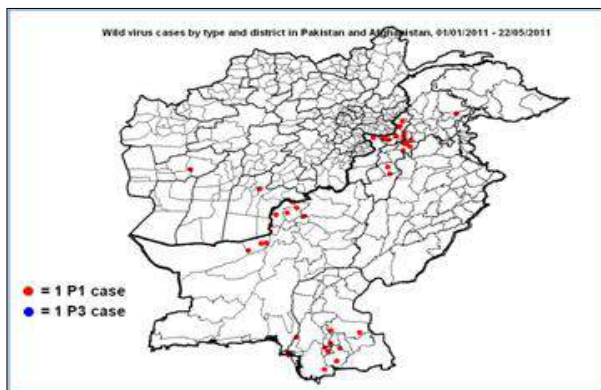 Wild virus cases by type and district in Pakistan and Afghanistan, 01/01/2011 - 22/05/2011
= 1 P1 case
= 1 P3 case